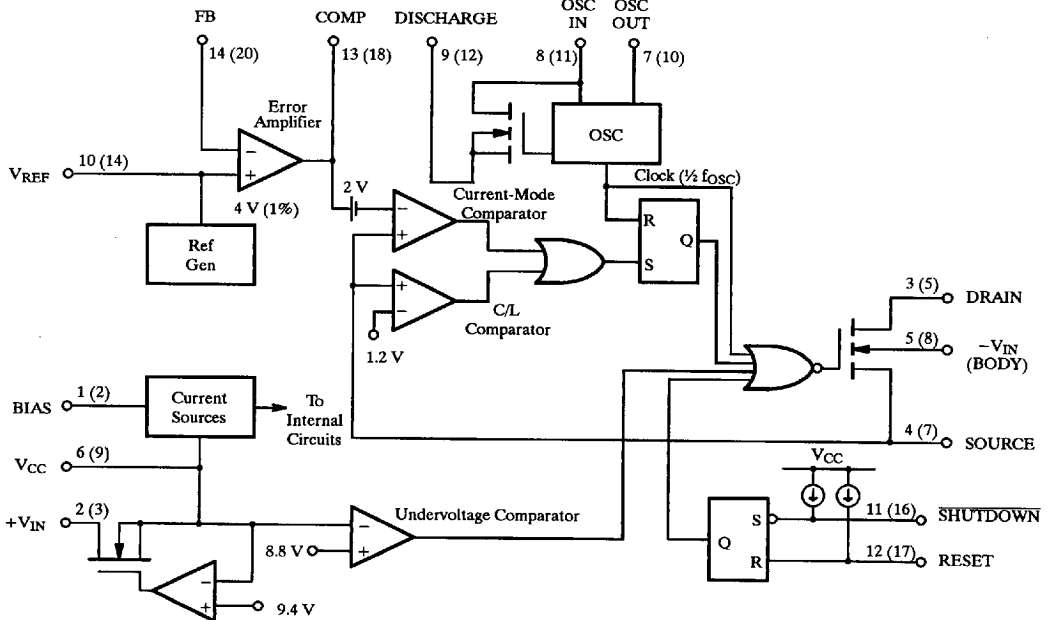 FB
COMP
DISCHARGE
OSC
IN
OSC
OUT
14 (20)
13 (18)
9 (12)
8 (11)
7 (10)
Error
Amplifier
OSC
10 (14)
VREF
−
+
4 V (1%)
2 V
Current-Mode
Comparator
Clock (½ fOSC)
Ref
Gen
−
+
R
Q
S
+
−
C/L
Comparator
1.2 V
3 (5)
DRAIN
5 (8)
−VIN
(BODY)
1 (2)
BIAS
Current
Sources
To
Internal
Circuits
4 (7)
SOURCE
6 (9)
VCC
VCC
2 (3)
+VIN
−
+
Undervoltage Comparator
8.8 V
S
Q
R
11 (16)
SHUTDOWN
12 (17)
RESET
−
+
9.4 V